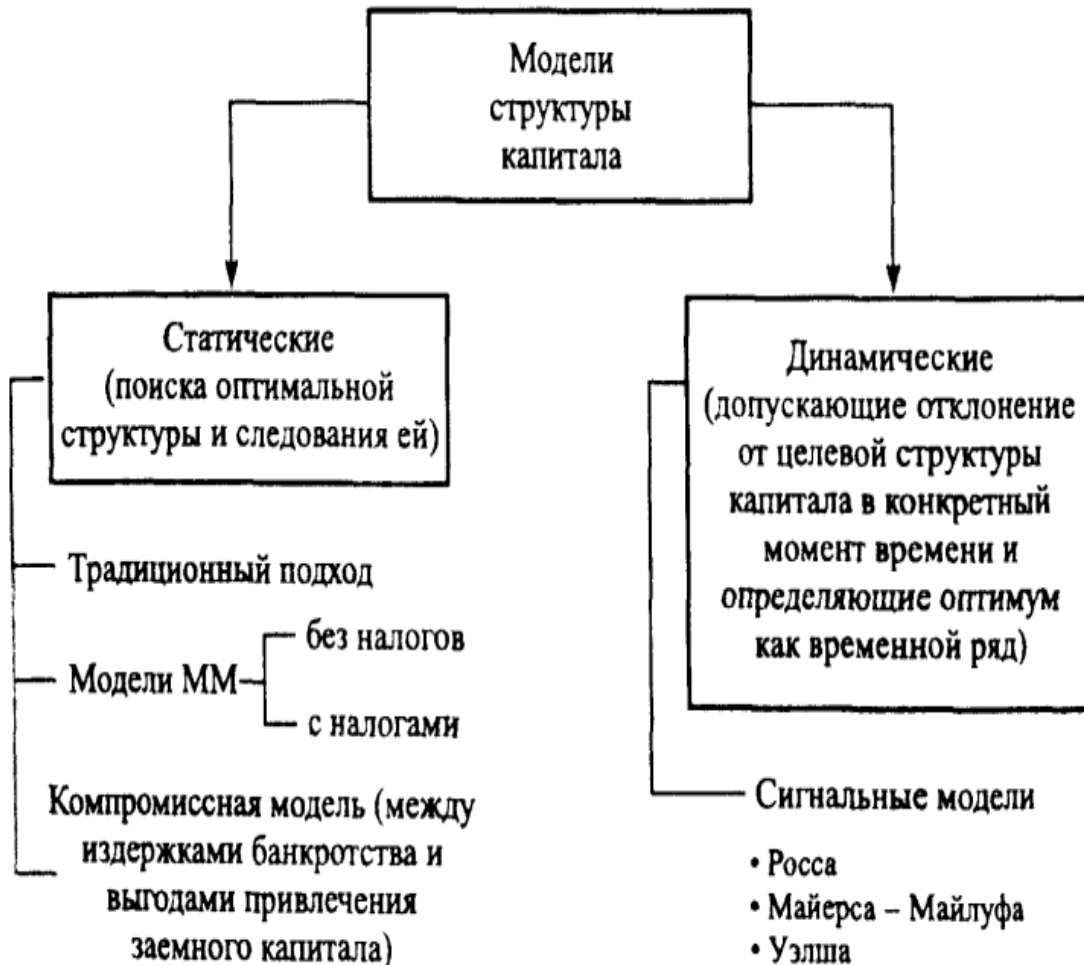 Модели
структуры
капитала
Статические
(поиска оптимальной
структуры и следования ей)
Традиционный подход
Модели ММ
без налогов
с налогами
Компромиссная модель (между
издержками банкротства и
выгодами привлечения
заемного капитала)
Динамические
(допускающие отклонение
от целевой структуры
капитала в конкретный
момент времени и
определяющие оптимум
как временной ряд)
Сигнальные модели
• Росса
• Майерса – Майлуфа
• Уэлша